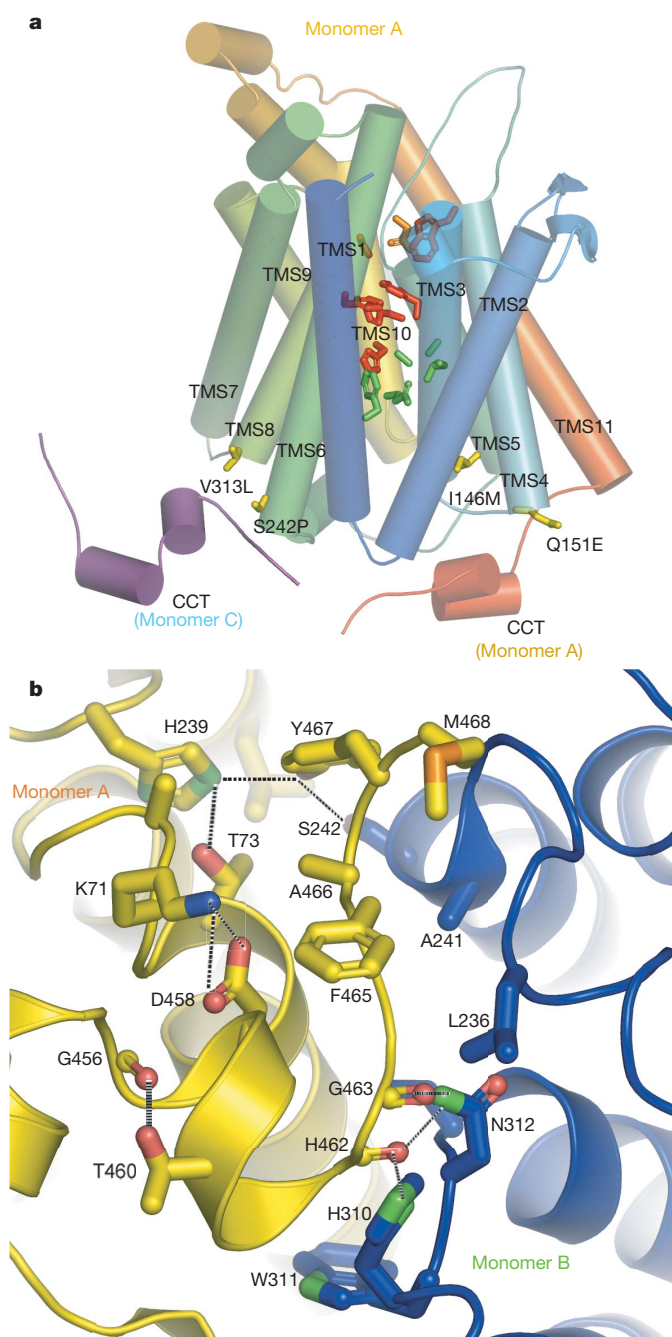 a
Monomer A
TMS1
TMS9
TMS3
TMS2
TMS10
TMS7
TMS8
TMS6
TMS5
TMS11
TMS4
V313L
I146M
S242P
Q151E
CCT
(Monomer C)
CCT
(Monomer A)
b
H239
Y467
M468
Monomer A
T73
S242
K71
A466
A241
D458
F465
L236
G456
G463
N312
H462
T460
H310
Monomer B
W311